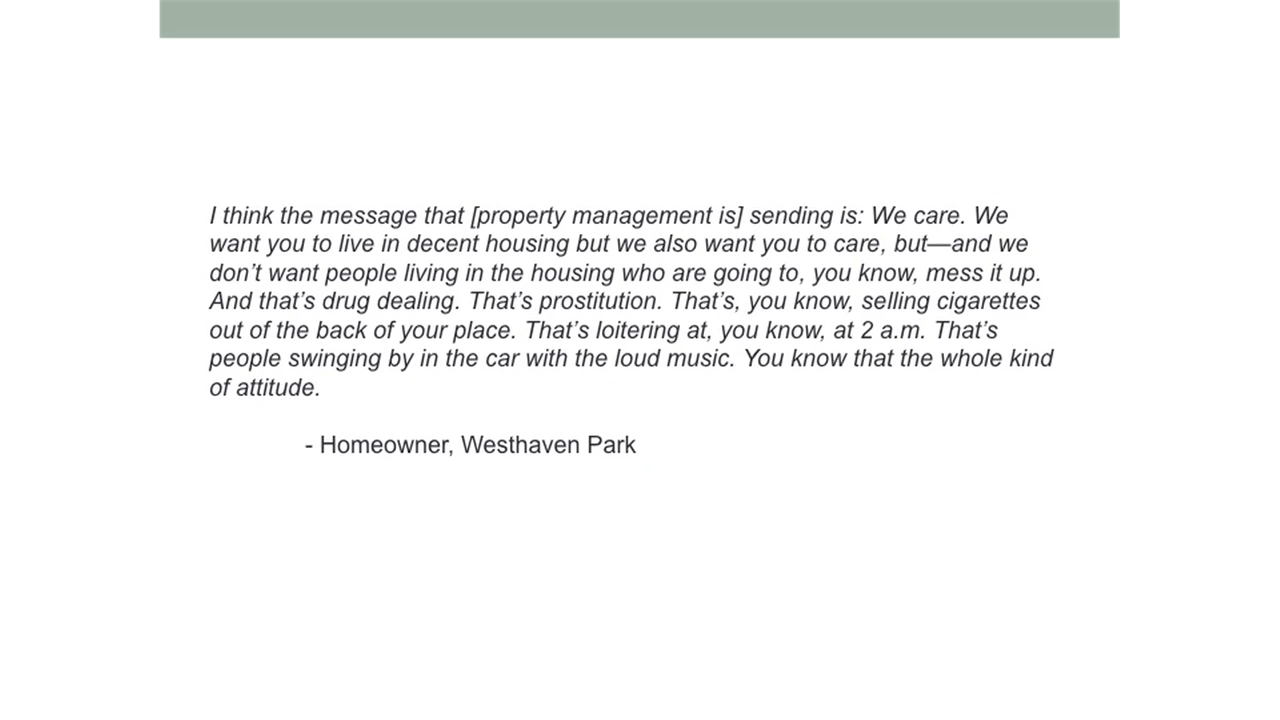 I think the message that [property management is] sending is: We care. We
want you to live in decent housing but we also want you to care, but—and we
don’t want people living in the housing who are going to, you know, mess it up.
And that’s drug dealing. That’s prostitution. That’s, you know, selling cigarettes
out of the back of your place. That’s loitering at, you know, at 2 a.m. That’s
people swinging by in the car with the loud music. You know that the whole kind
of attitude.
- Homeowner, Westhaven Park